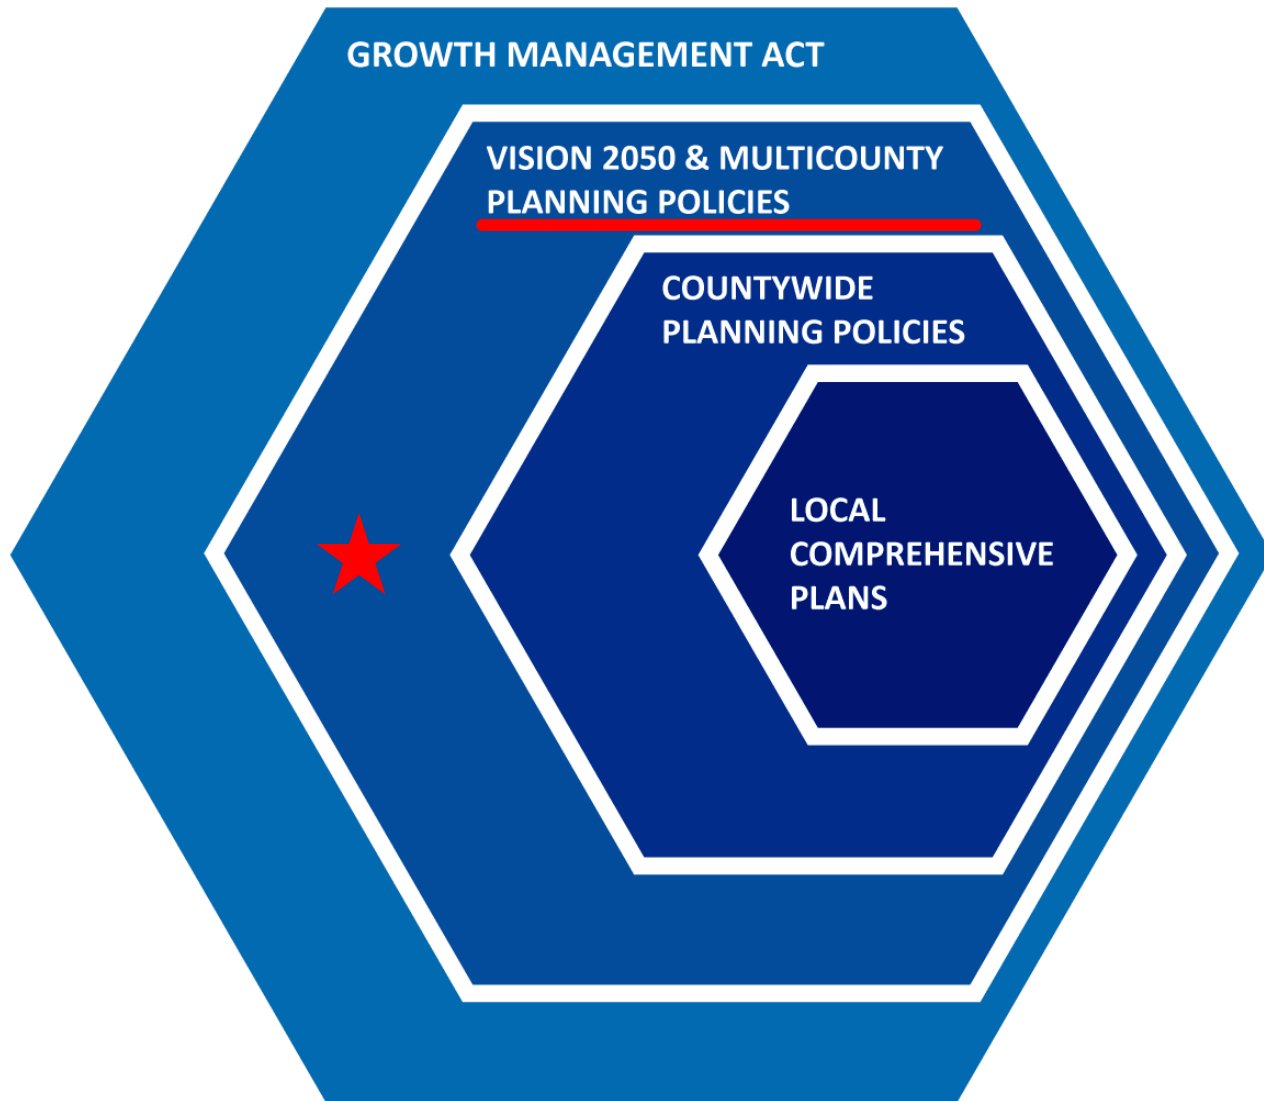 GROWTH MANAGEMENT ACT
VISION 2050 & MULTICOUNTY
PLANNING POLICIES
COUNTYWIDE
PLANNING POLICIES
LOCAL
COMPREHENSIVE
PLANS